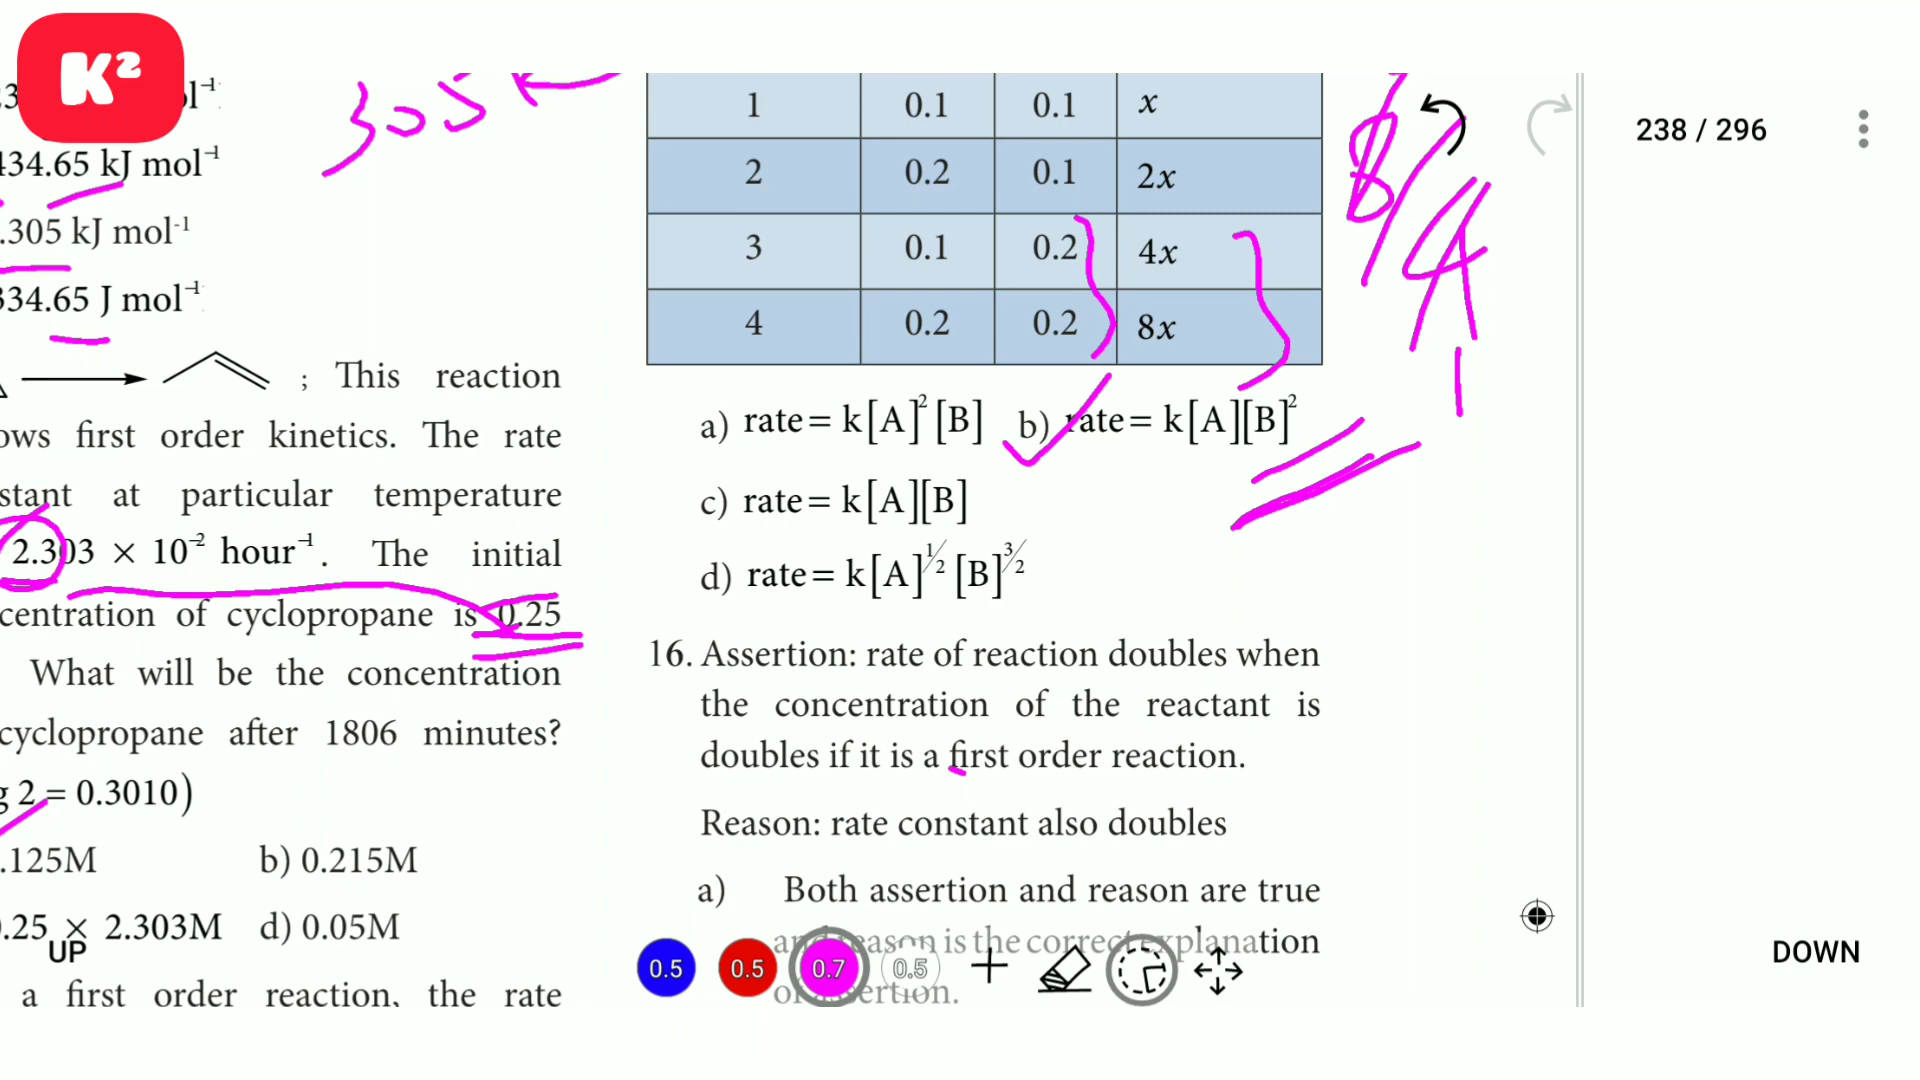 K²
238 / 296
305
434.65 kJ mol⁻¹
.305 kJ mol⁻¹
334.65 J mol⁻¹
; This reaction
ows first order kinetics. The rate
stant at particular temperature
2.303 × 10⁻² hour⁻¹. The initial
centration of cyclopropane is 0.25
What will be the concentration
cyclopropane after 1806 minutes?
g 2 = 0.3010)
.125M b) 0.215M
.25 × 2.303M d) 0.05M
UP
a first order reaction, the rate
1 0.1 0.1 x
2 0.2 0.1 2x
3 0.1 0.2 4x
4 0.2 0.2 8x
a) rate = k[A]²[B] b) rate = k[A][B]²
c) rate = k[A][B]
d) rate = k[A]^1/2 [B]^3/2
16. Assertion: rate of reaction doubles when
the concentration of the reactant is
doubles if it is a first order reaction.
Reason: rate constant also doubles
a) Both assertion and reason are true
and reason is the correct explanation
of assertion.
0.5 0.5 0.7 0.5
DOWN